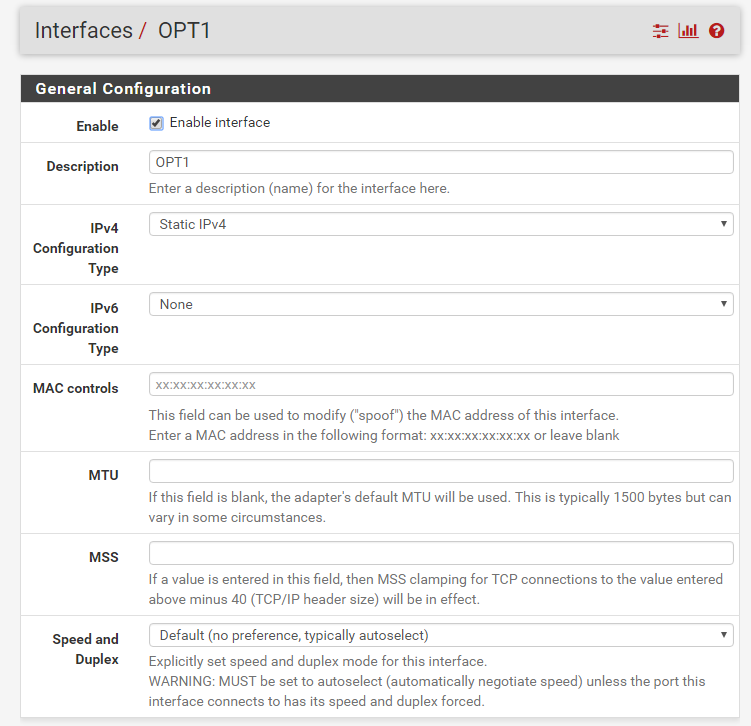 Interfaces / OPT1
General Configuration
Enable
Enable interface
Description
OPT1
Enter a description (name) for the interface here.
IPv4
Configuration
Type
Static IPv4
IPv6
Configuration
Type
None
MAC controls
xx:xx:xx:xx:xx:xx
This field can be used to modify ("spoof") the MAC address of this interface.
Enter a MAC address in the following format: xx:xx:xx:xx:xx:xx or leave blank
MTU
If this field is blank, the adapter's default MTU will be used. This is typically 1500 bytes but can
vary in some circumstances.
MSS
If a value is entered in this field, then MSS clamping for TCP connections to the value entered
above minus 40 (TCP/IP header size) will be in effect.
Speed and
Duplex
Default (no preference, typically autoselect)
Explicitly set speed and duplex mode for this interface.
WARNING: MUST be set to autoselect (automatically negotiate speed) unless the port this
interface connects to has its speed and duplex forced.